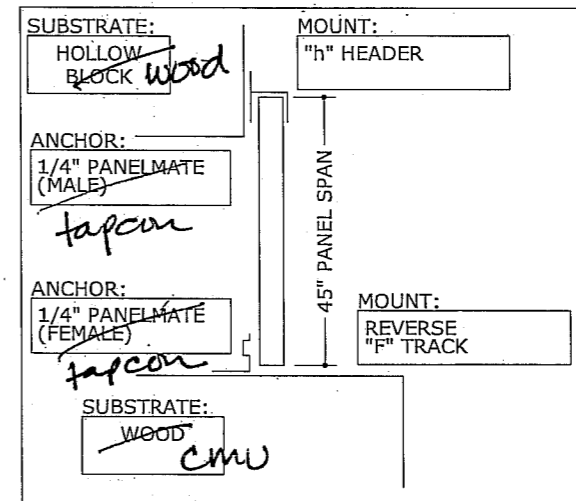 SUBSTRATE:
HOLLOW
BLOCK wood
MOUNT:
"h" HEADER
ANCHOR:
1/4" PANELMATE
(MALE)
tapcon
45" PANEL SPAN
ANCHOR:
1/4" PANELMATE
(FEMALE)
tapcon
MOUNT:
REVERSE
"F" TRACK
SUBSTRATE:
WOOD
CMU